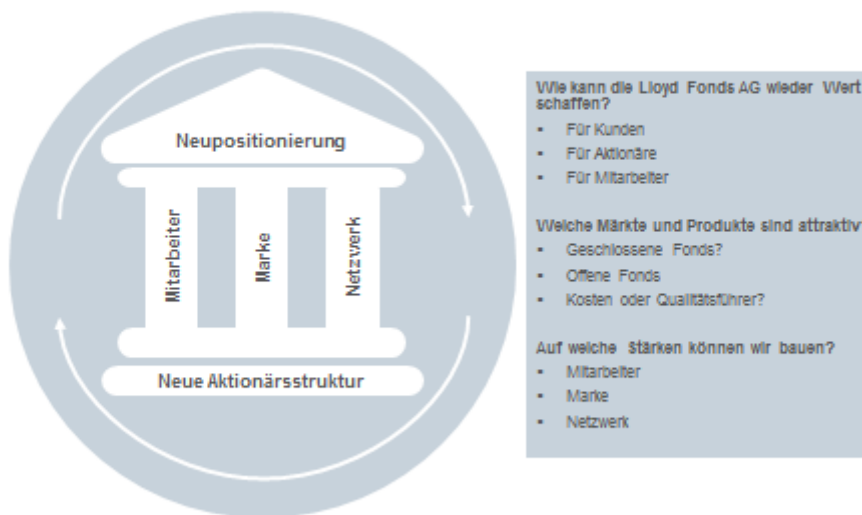 Neupositionierung
Mitarbeiter
Marke
Netzwerk
Neue Aktionärsstruktur
Wie kann die Lloyd Fonds AG wieder Wert
schaffen?
▪ Für Kunden
▪ Für Aktionäre
▪ Für Mitarbeiter
Welche Märkte und Produkte sind attraktiv
▪ Geschlossene Fonds?
▪ Offene Fonds
▪ Kosten oder Qualitätsführer?
Auf welche Stärken können wir bauen?
▪ Mitarbeiter
▪ Marke
▪ Netzwerk